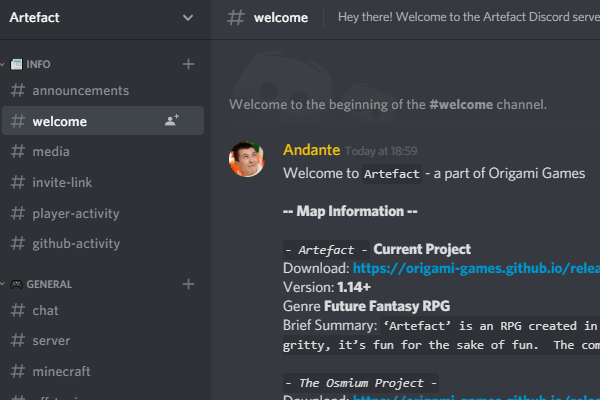 Artefact
# welcome
Hey there! Welcome to the Artefact Discord serve
INFO
# announcements
# welcome
# media
# invite-link
# player-activity
# github-activity
GENERAL
# chat
# server
# minecraft
Welcome to the beginning of the #welcome channel.
Andante Today at 18:59
Welcome to Artefact - a part of Origami Games
-- Map Information --
- Artefact - Current Project
Download: https://origami-games.github.io/relea
Version: 1.14+
Genre Future Fantasy RPG
Brief Summary: ‘Artefact’ is an RPG created in
gritty, it’s fun for the sake of fun. The com
- The Osmium Project -